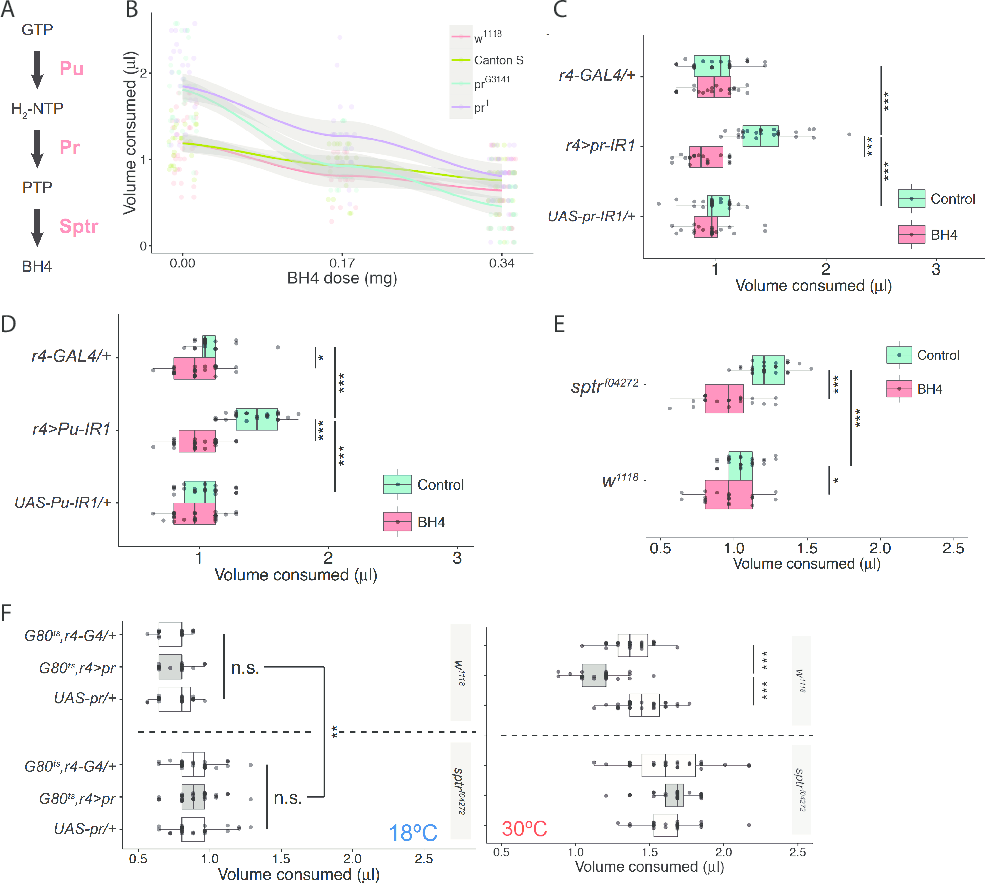 A
GTP
Pu
H2-NTP
Pr
PTP
Sptr
BH4
B
Volume consumed (µl)
2
1
0
0.00
0.17
0.34
BH4 dose (mg)
w1118
Canton S
prG3141
pr1
C
r4-GAL4/+
r4>pr-IR1
UAS-pr-IR1/+
***
***
***
Control
BH4
1
2
3
Volume consumed (µl)
D
r4-GAL4/+
r4>Pu-IR1
UAS-Pu-IR1/+
*
***
***
***
Control
BH4
1
2
3
Volume consumed (µl)
E
sptrf04272
w1118
***
***
*
Control
BH4
0.5
1.0
1.5
2.0
2.5
Volume consumed (µl)
F
G80ts,r4-G4/+
G80ts,r4>pr
UAS-pr/+
G80ts,r4-G4/+
G80ts,r4>pr
UAS-pr/+
n.s.
n.s.
**
w1118
sptrf04272
18ºC
0.5
1.0
1.5
2.0
2.5
Volume consumed (µl)
***
***
w1118
sptrf04272
30ºC
0.5
1.0
1.5
2.0
2.5
Volume consumed (µl)